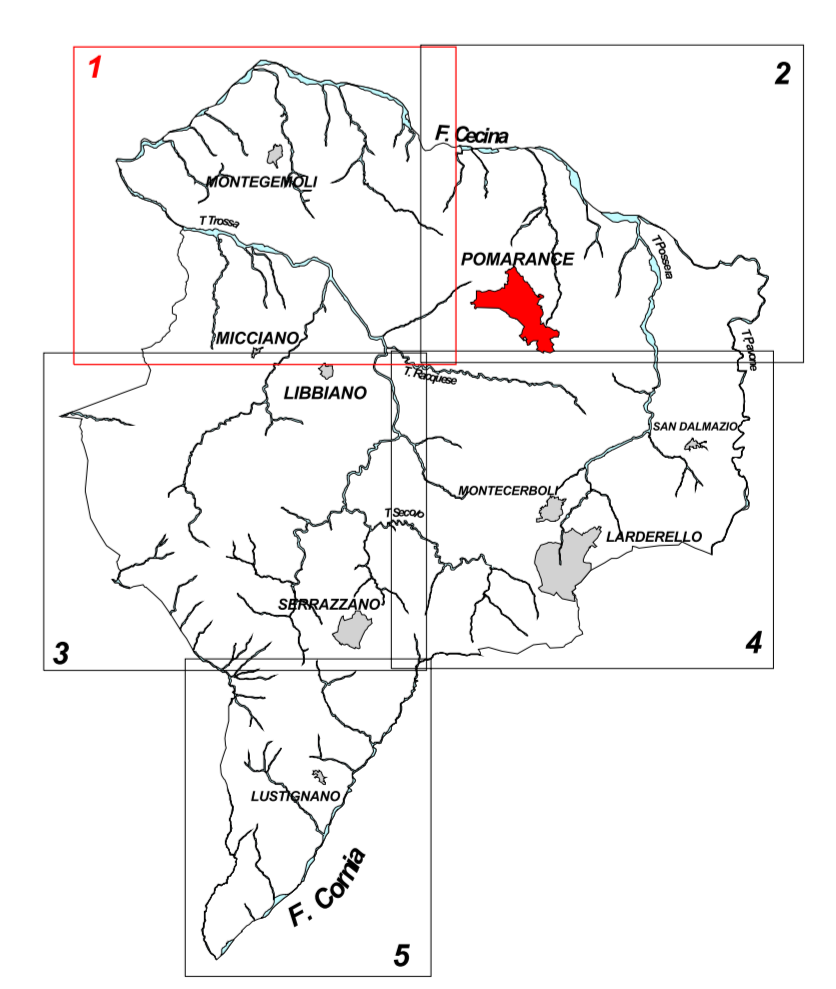 1
2
F. Cecina
MONTEGEMOLI
T Trossa
T Possera
POMARANCE
MICCIANO
T Pavone
T. Racquese
LIBBIANO
SAN DALMAZIO
MONTECERBOLI
T Secolo
LARDERELLO
SERRAZZANO
3
4
LUSTIGNANO
F. Cornia
5